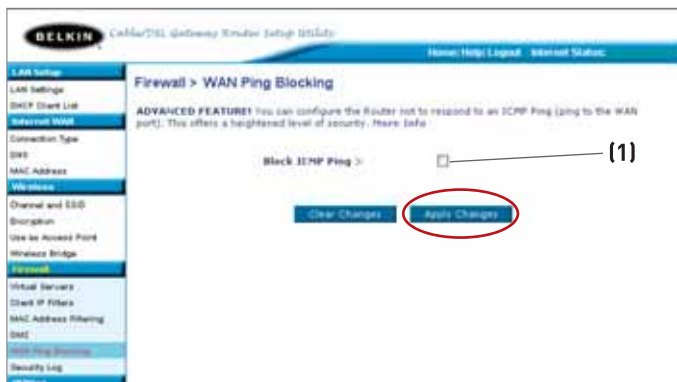 BELKIN
Cable/DSL Gateway Router Setup Utility
Home|Help|Logout Internet Status:
LAN Setup
LAN Settings
DHCP Client List
Internet WAN
Connection Type
DNS
MAC Address
Wireless
Channel and SSID
Encryption
Use as Access Point
Wireless Bridge
Firewall
Virtual Servers
Client IP Filters
MAC Address Filtering
DMZ
WAN Ping Blocking
Security Log
Utilities
Firewall > WAN Ping Blocking
ADVANCED FEATURE! You can configure the Router not to respond to an ICMP Ping (ping to the WAN
port). This offers a heightened level of security. More Info
Block ICMP Ping >
(1)
Clear Changes Apply Changes